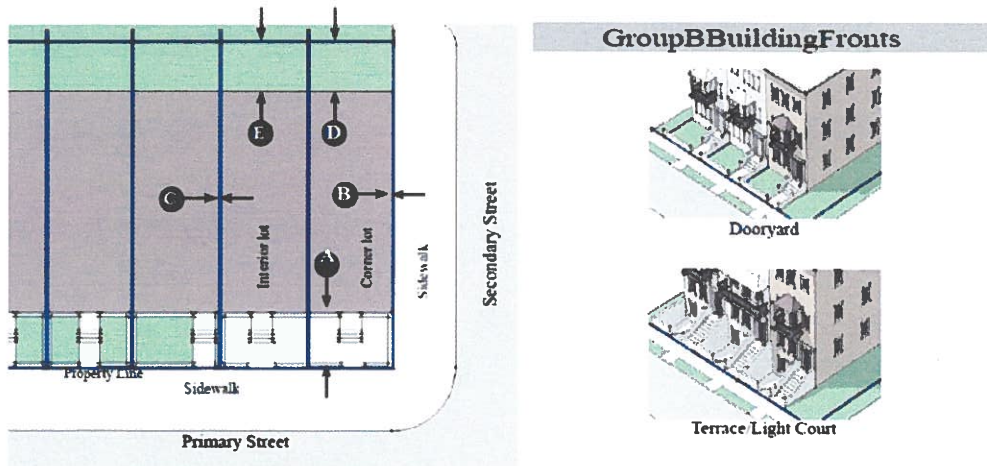 GroupBBuildingFronts
E
D
C
B
A
Interior lot
Corner lot
Sidewalk
Secondary Street
Property Line
Sidewalk
Primary Street
Dooryard
Terrace/Light Court